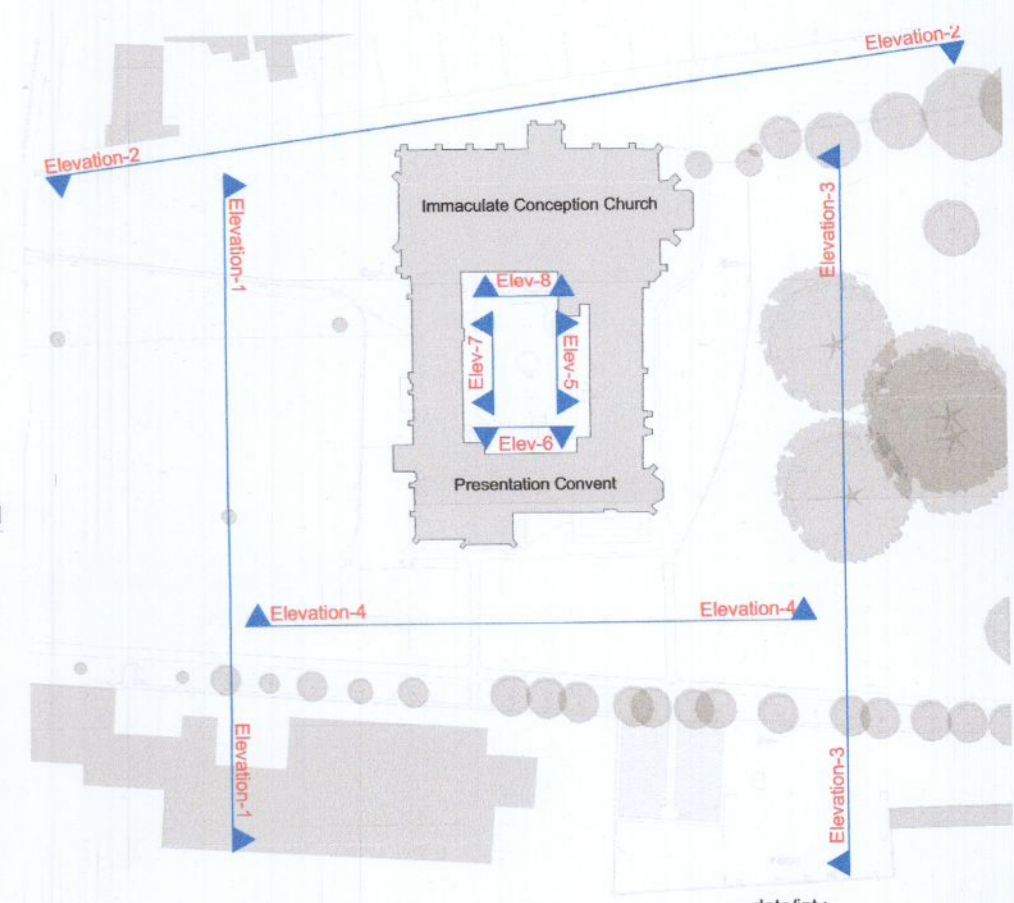 Elevation-2
Elevation-2
Elevation-1
Elevation-3
Immaculate Conception Church
Elev-8
Elev-7
Elev-5
Elev-6
Presentation Convent
Elevation-4
Elevation-4
Elevation-1
Elevation-3